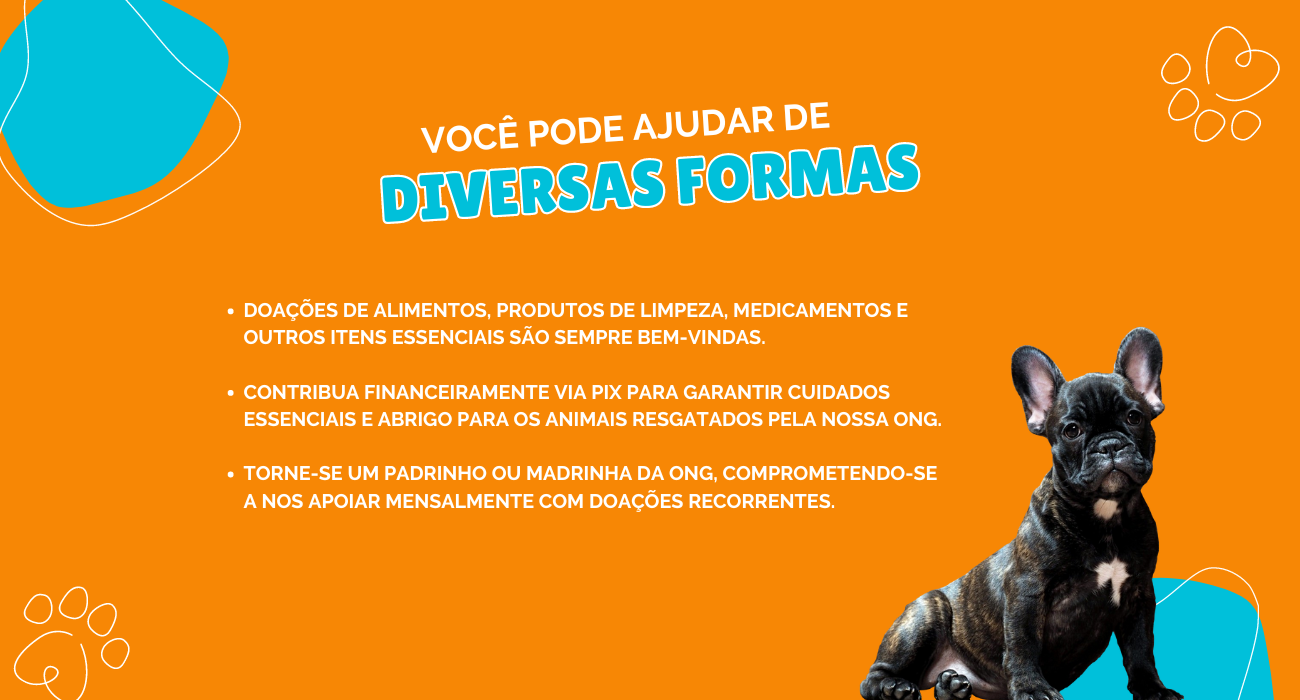 VOCÊ PODE AJUDAR DE
DIVERSAS FORMAS
• DOAÇÕES DE ALIMENTOS, PRODUTOS DE LIMPEZA, MEDICAMENTOS E
OUTROS ITENS ESSENCIAIS SÃO SEMPRE BEM-VINDAS.
• CONTRIBUA FINANCEIRAMENTE VIA PIX PARA GARANTIR CUIDADOS
ESSENCIAIS E ABRIGO PARA OS ANIMAIS RESGATADOS PELA NOSSA ONG.
• TORNE-SE UM PADRINHO OU MADRINHA DA ONG, COMPROMETENDO-SE
A NOS APOIAR MENSALMENTE COM DOAÇÕES RECORRENTES.